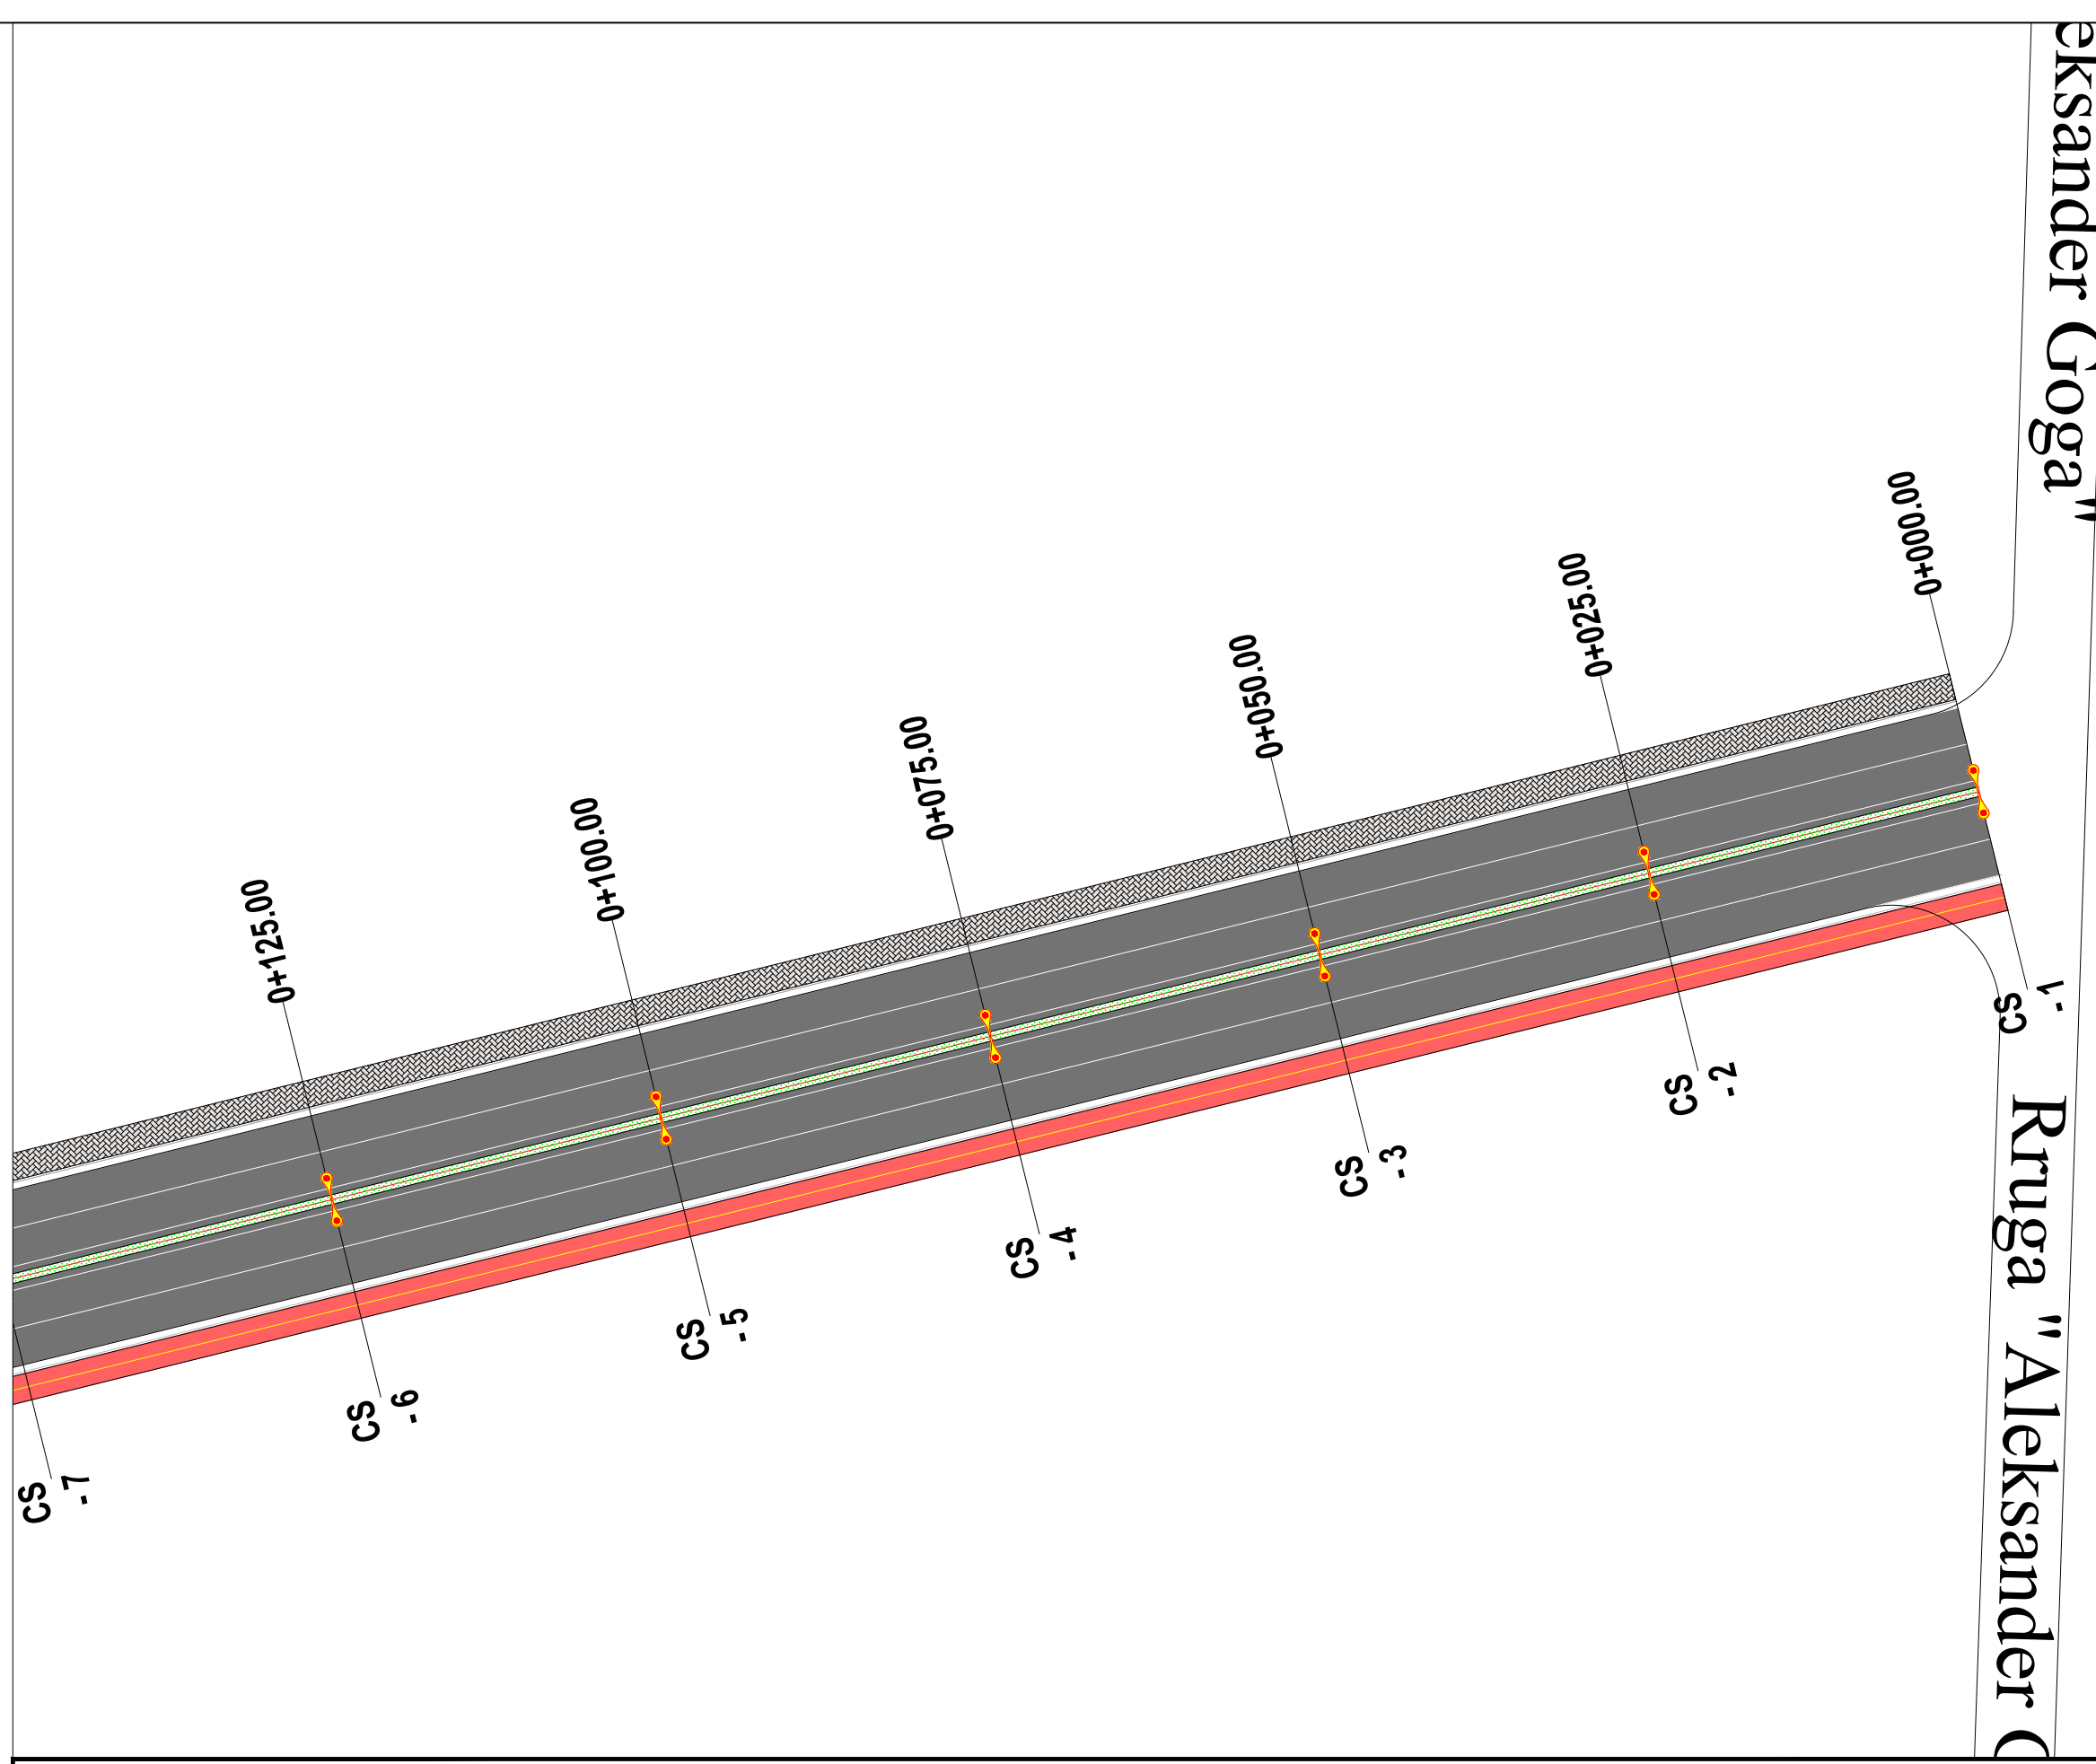 eksander Goga"
0+000.00
0+025.00
0+050.00
0+075.00
0+100.00
0+125.00
CS -1
CS -2
CS -3
CS -4
CS -5
CS -6
CS -7
Rruga "Aleksander G